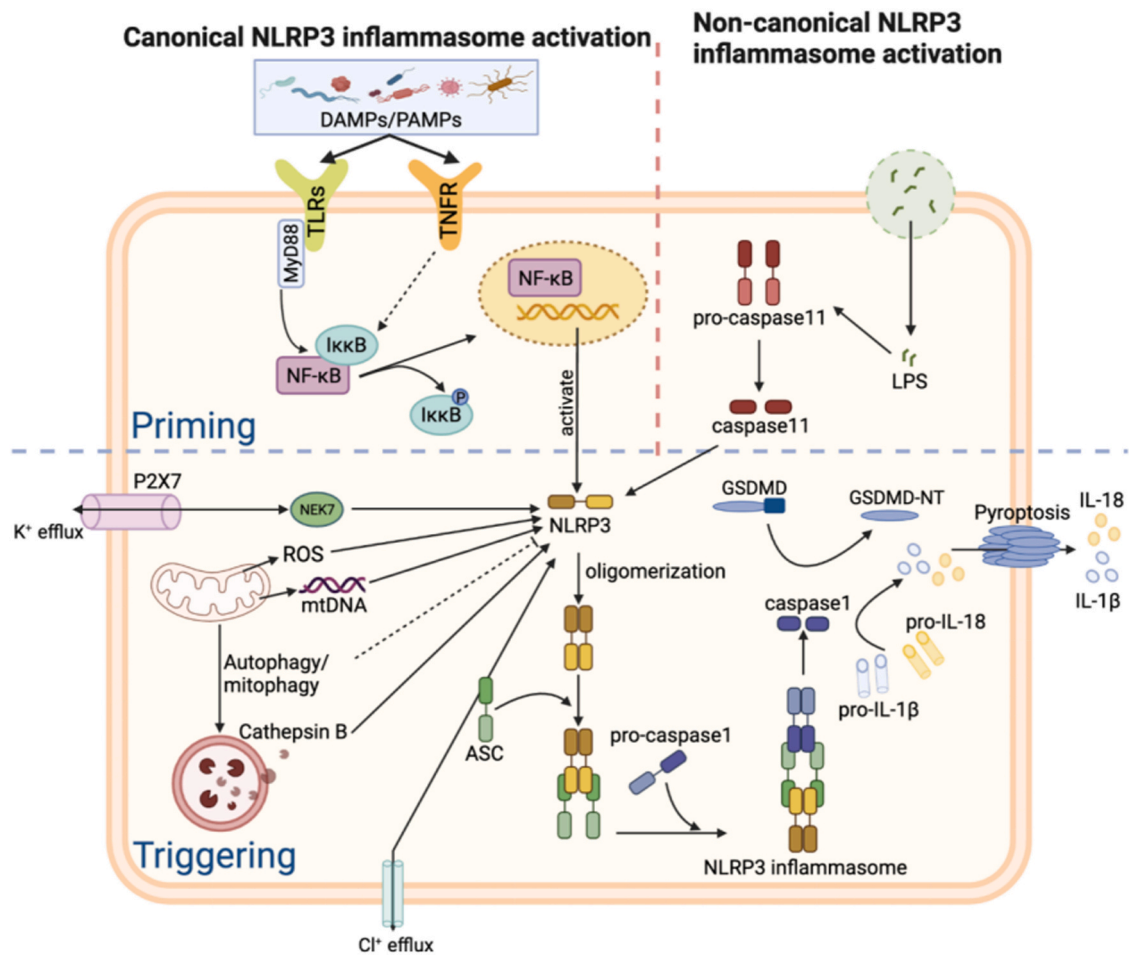 Canonical NLRP3 inflammasome activation
Non-canonical NLRP3
inflammasome activation
DAMPs/PAMPs
TLRs
TNFR
MyD88
NF-κB
IκκB
NF-κB
IκκB
P
activate
pro-caspase11
LPS
caspase11
Priming
P2X7
K⁺ efflux
NEK7
NLRP3
ROS
mtDNA
oligomerization
GSDMD
GSDMD-NT
Pyroptosis
IL-18
IL-1β
caspase1
pro-IL-18
pro-IL-1β
Autophagy/
mitophagy
Cathepsin B
ASC
pro-caspase1
Triggering
NLRP3 inflammasome
Cl⁺ efflux